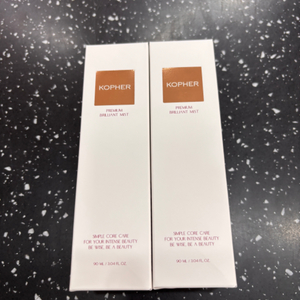 KOPHER
PREMIUM
BRILLIANT MIST
SIMPLE CORE CARE
FOR YOUR INTENSE BEAUTY
BE WISE, BE A BEAUTY
KOPHER
PREMIUM
BRILLIANT MIST
SIMPLE CORE CARE
FOR YOUR INTENSE BEAUTY
BE WISE, BE A BEAUTY